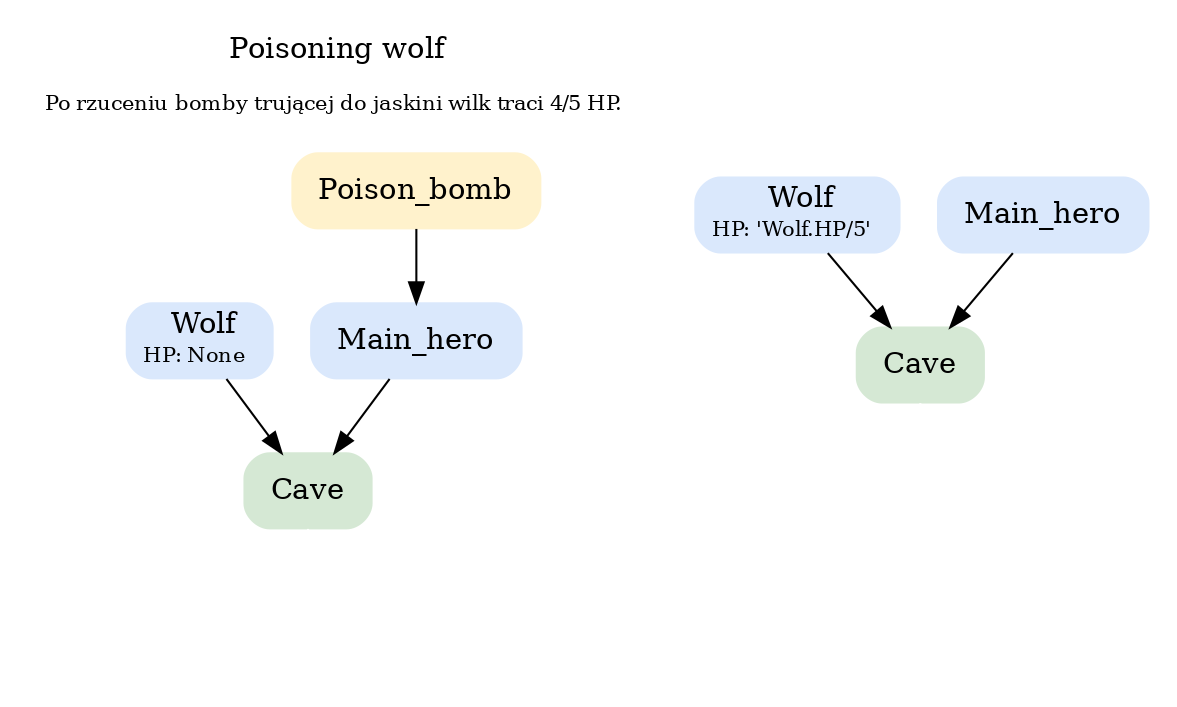 Poisoning wolf
Po rzuceniu bomby trującej do jaskini wilk traci 4/5 HP.
Poison_bomb
Wolf
HP: None
Main_hero
Cave
Wolf
HP: 'Wolf.HP/5'
Main_hero
Cave